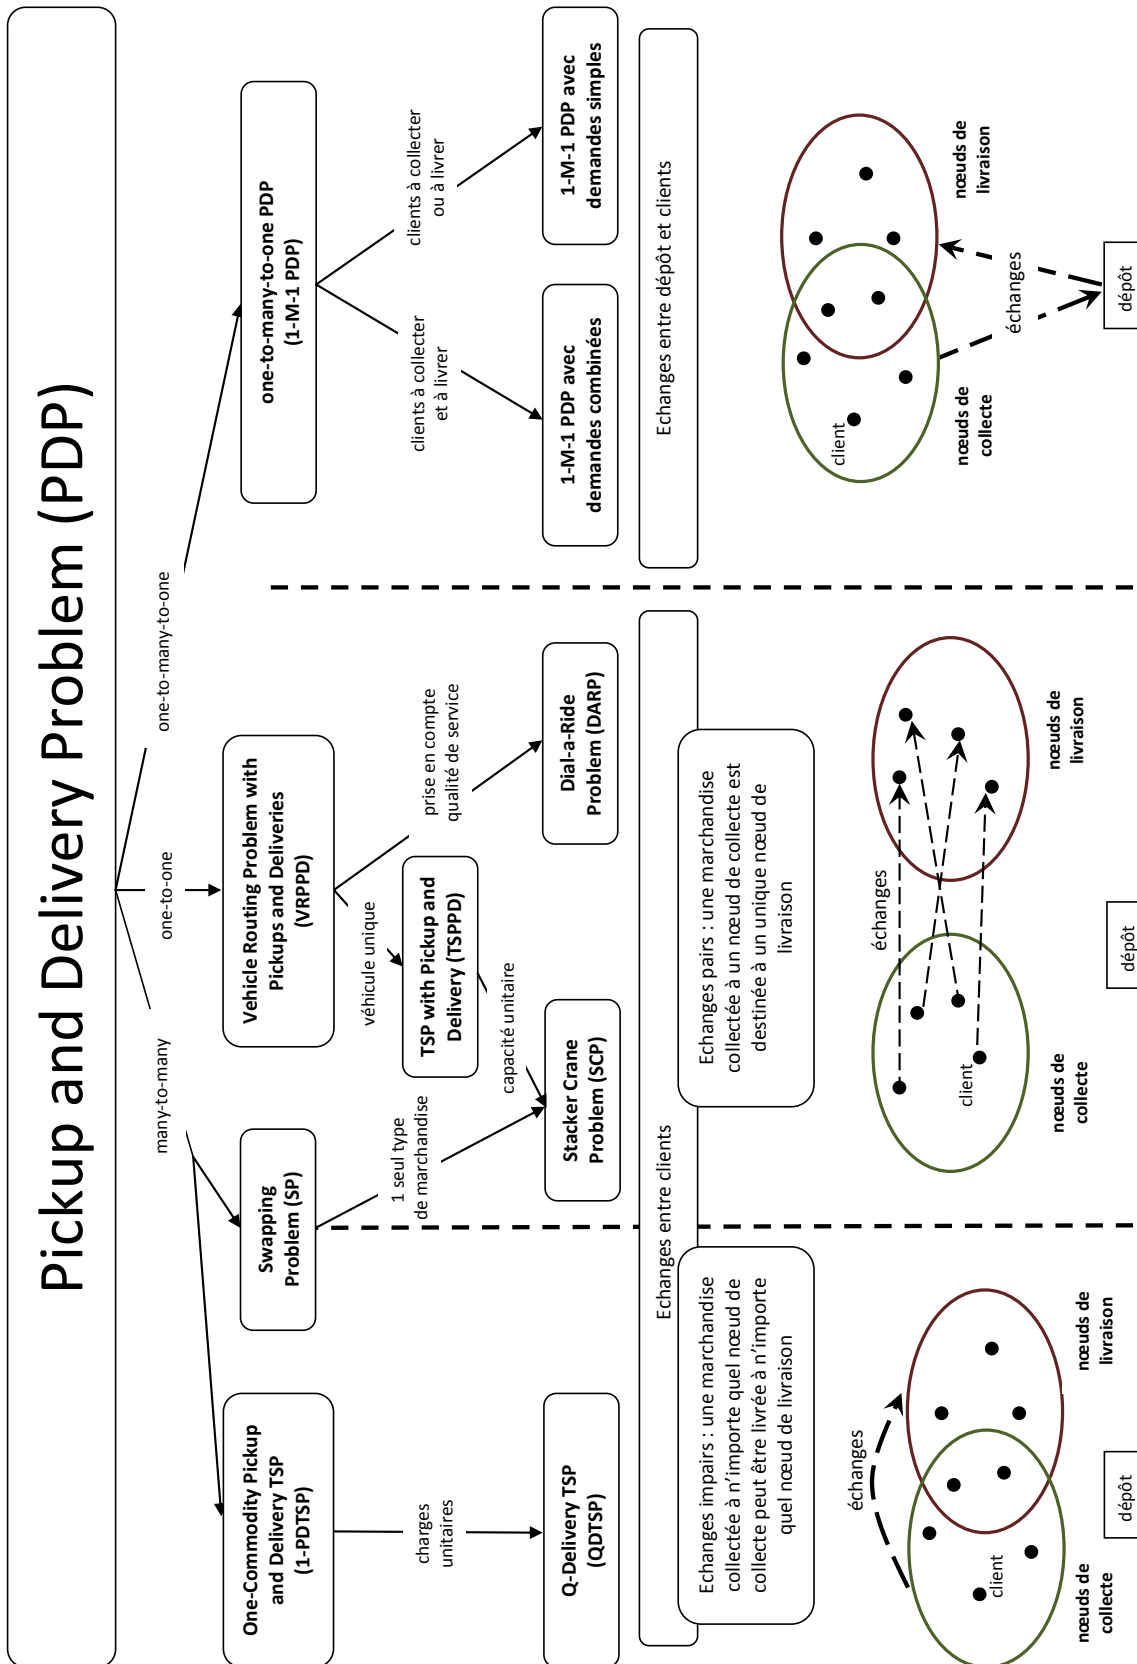 Pickup and Delivery Problem (PDP)
many-to-many
one-to-one
one-to-many-to-one
One-Commodity Pickup
and Delivery TSP
(1-PDTSP)
Swapping
Problem (SP)
Vehicle Routing Problem with
Pickups and Deliveries
(VRPPD)
one-to-many-to-one PDP
(1-M-1 PDP)
charges
unitaires
1 seul type
de marchandise
véhicule unique
TSP with Pickup and
Delivery (TSPPD)
capacité unitaire
prise en compte
qualité de service
clients à collecter
et à livrer
clients à collecter
ou à livrer
Q-Delivery TSP
(QDTSP)
Stacker Crane
Problem (SCP)
Dial-a-Ride
Problem (DARP)
1-M-1 PDP avec
demandes combinées
1-M-1 PDP avec
demandes simples
Echanges entre clients
Echanges entre dépôt et clients
Echanges impairs : une marchandise
collectée à n’importe quel nœud de
collecte peut être livrée à n’importe
quel nœud de livraison
Echanges pairs : une marchandise
collectée à un nœud de collecte est
destinée à un unique nœud de
livraison
échanges
client
nœuds de
collecte
nœuds de
livraison
dépôt
échanges
client
nœuds de
collecte
nœuds de
livraison
dépôt
client
échanges
nœuds de
collecte
nœuds de
livraison
dépôt